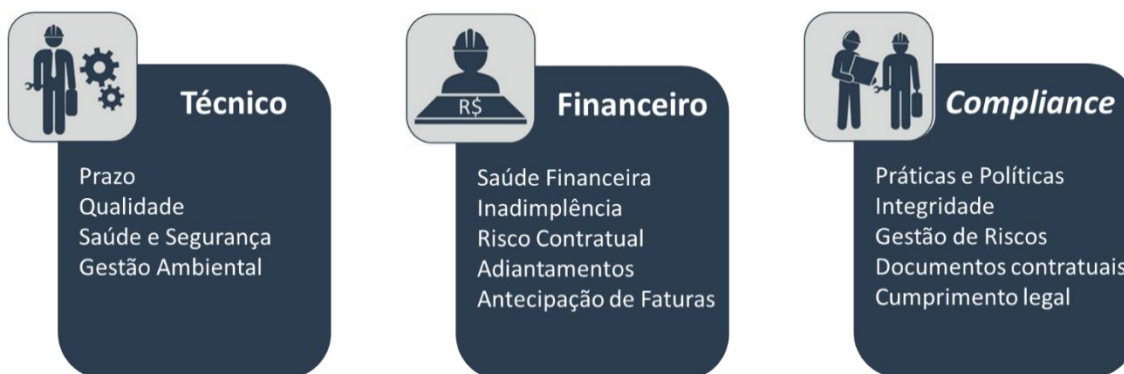 Técnico
Prazo
Qualidade
Saúde e Segurança
Gestão Ambiental
R$
Financeiro
Saúde Financeira
Inadimplência
Risco Contratual
Adiantamentos
Antecipação de Faturas
Compliance
Práticas e Políticas
Integridade
Gestão de Riscos
Documentos contratuais
Cumprimento legal